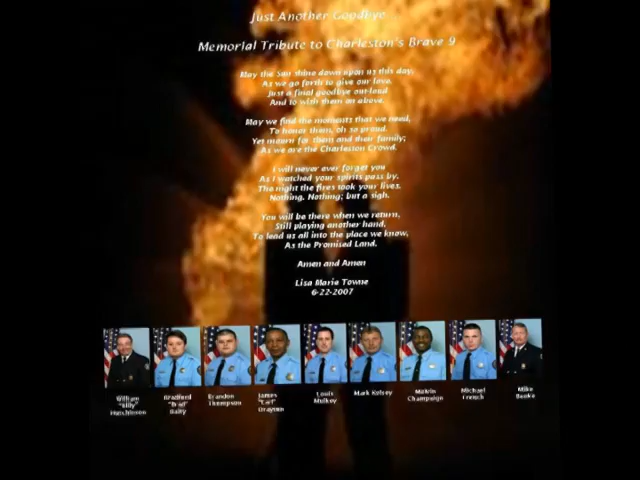 Just Another Goodbye...
Memorial Tribute to Charleston's Brave 9
May the Sun shine down upon us this day,
As we go forth to give our love.
Just a final goodbye out loud
And to wish them an above.
May we find the moments that we need,
To honor them, oh so proud.
Yet mourn for them and their family;
As we are the Charleston Crowd.
I will never ever forget you
As I watched your spirits pass by.
The night the fires took your lives.
Nothing. Nothing; but a sigh.
You will be there when we return,
Still playing another hand,
To lead us all into the place we know,
As the Promised Land.
Amen and Amen
Lisa Marie Towne
6-22-2007
William "Billy" Hutchinson
Bradford "Brad" Baity
Brandon Thompson
James "Earl" Drayton
Louis Mulkey
Mark Kelsey
Melvin Champaign
Michael French
Mike Benke